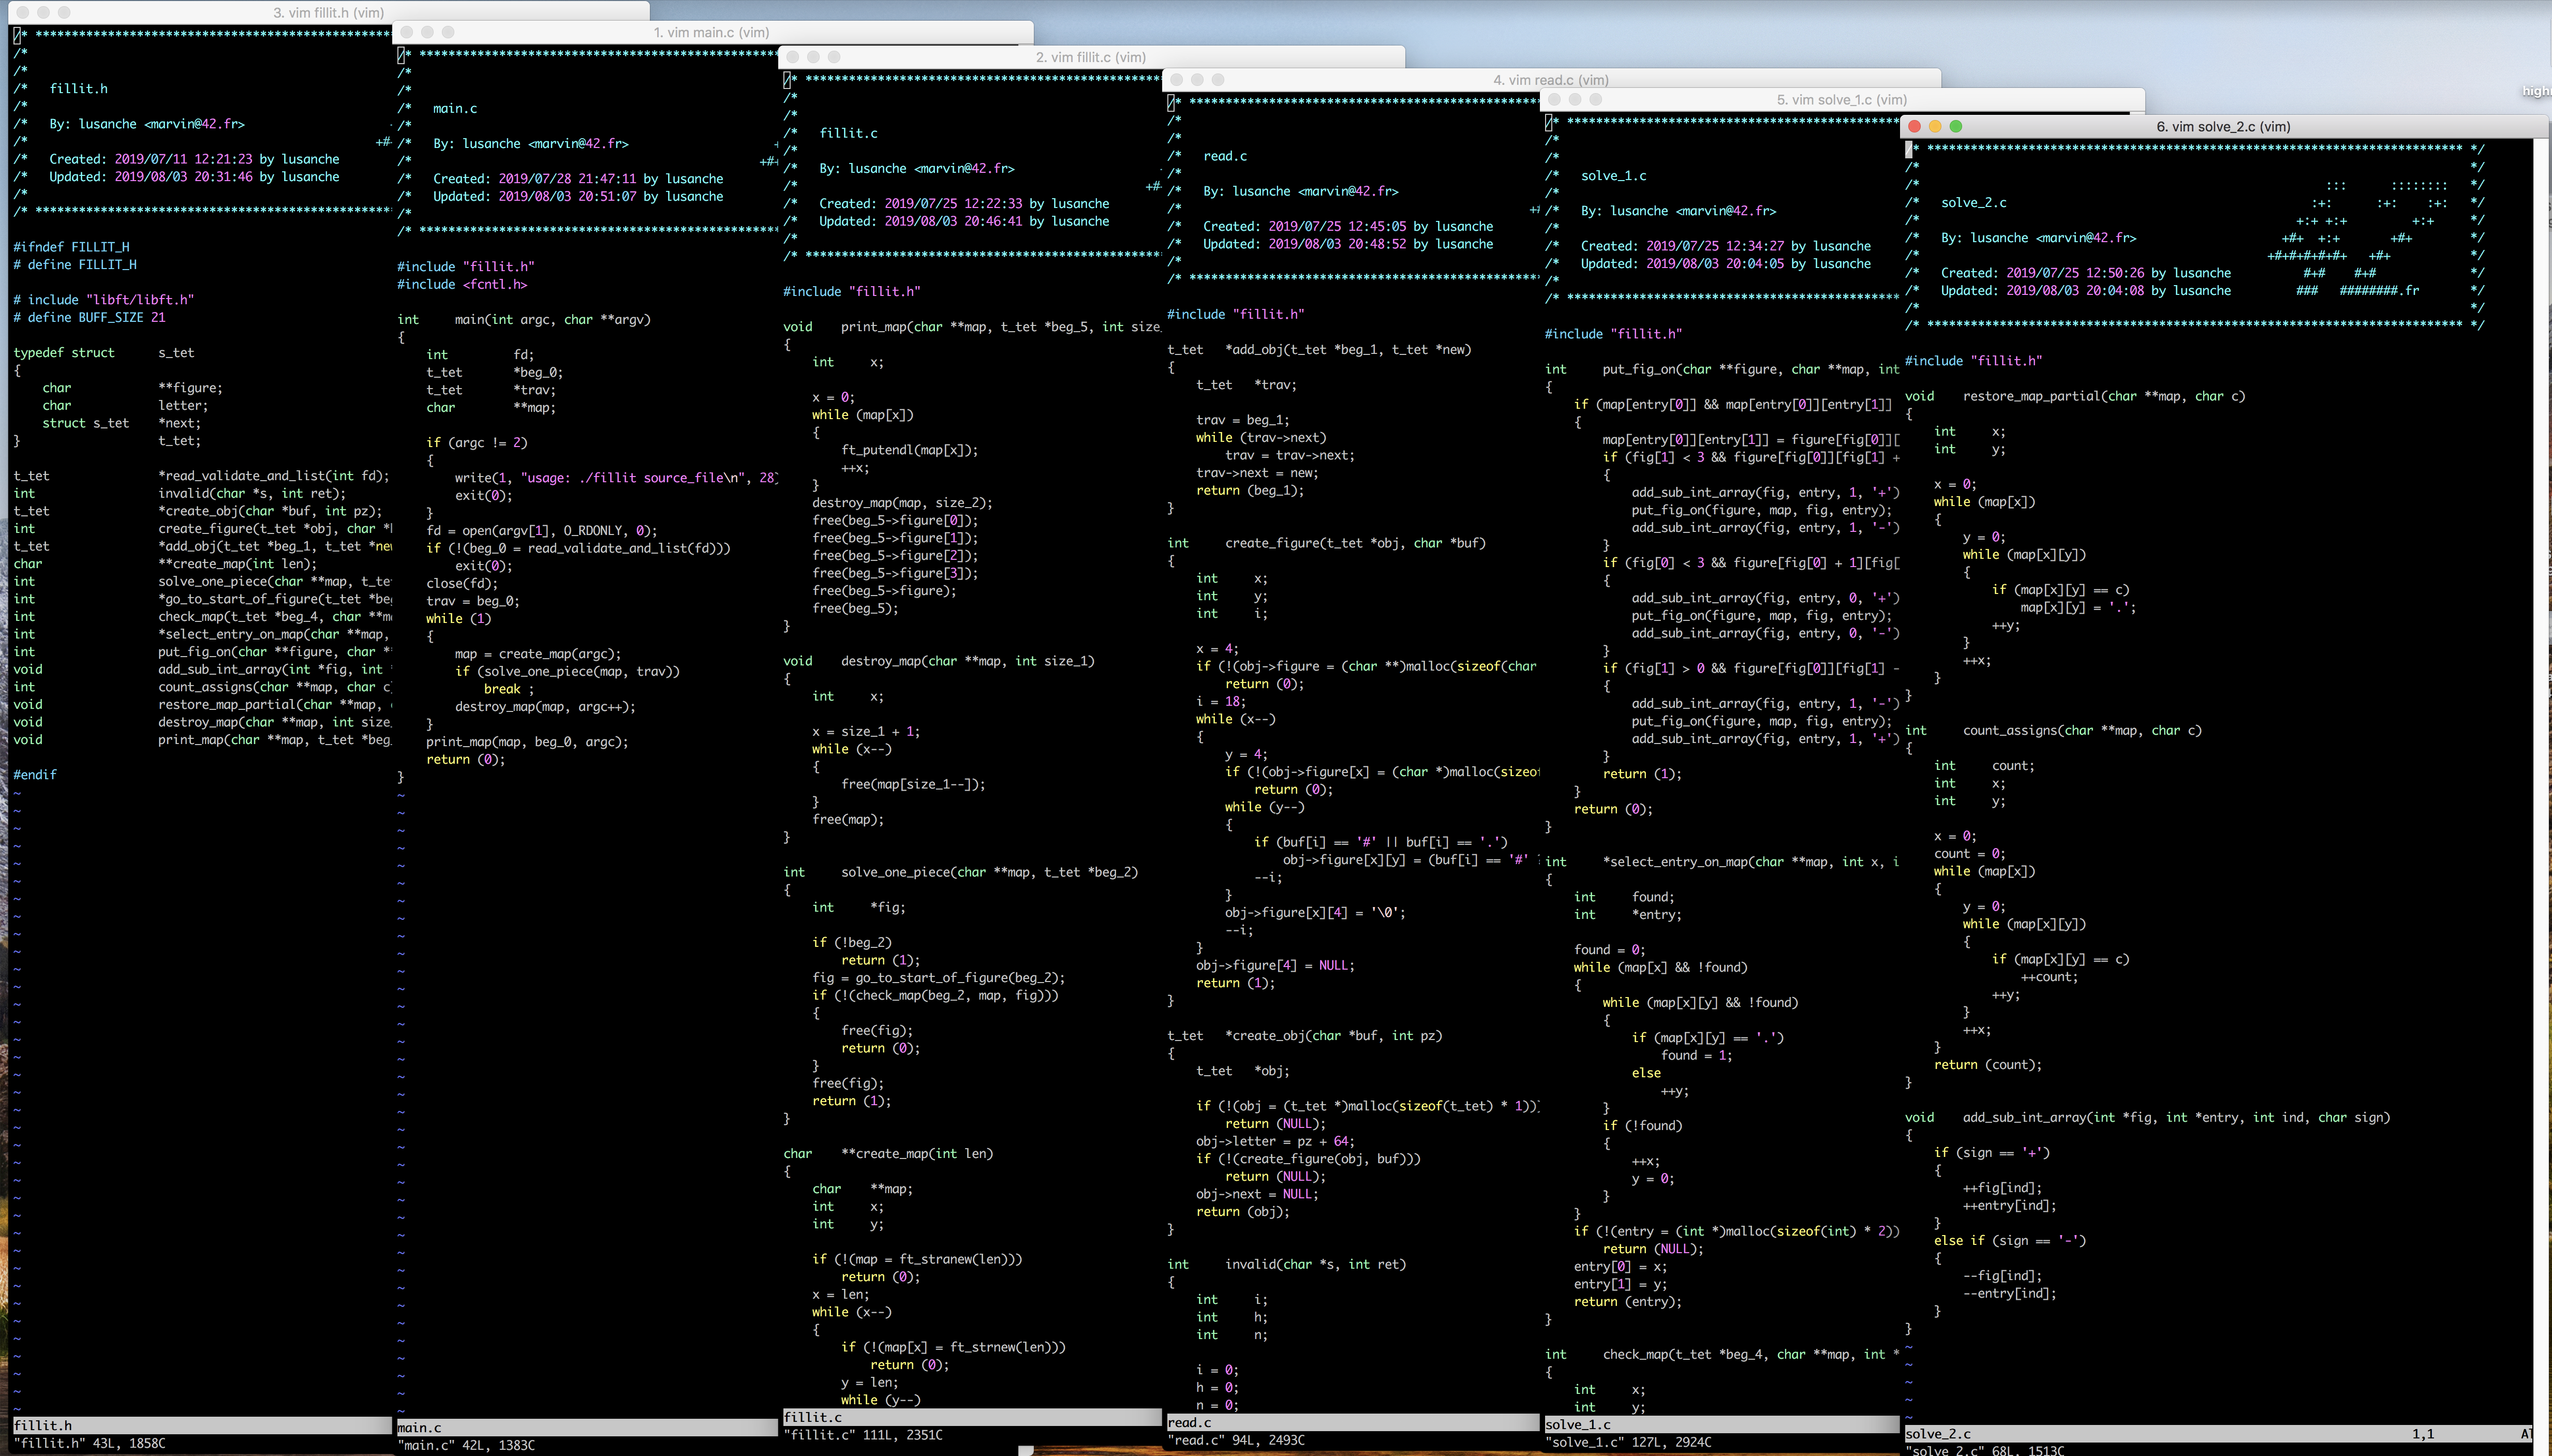 3. vim fillit.h (vim)
/* ************************************************
/*
/*
/*   fillit.h
/*
/*   By: lusanche <marvin@42.fr>
/*                                                +#
/*   Created: 2019/07/11 12:21:23 by lusanche
/*   Updated: 2019/08/03 20:31:46 by lusanche
/*
/* ************************************************
#ifndef FILLIT_H
# define FILLIT_H
# include "libft/libft.h"
# define BUFF_SIZE 21
typedef struct      s_tet
{
    char            **figure;
    char            letter;
    struct s_tet    *next;
}                   t_tet;
t_tet               *read_validate_and_list(int fd);
int                 invalid(char *s, int ret);
t_tet               *create_obj(char *buf, int pz);
int                 create_figure(t_tet *obj, char *
t_tet               *add_obj(t_tet *beg_1, t_tet *new
char                **create_map(int len);
int                 solve_one_piece(char **map, t_te
int                 *go_to_start_of_figure(t_tet *be
int                 check_map(t_tet *beg_4, char **m
int                 *select_entry_on_map(char **map,
int                 put_fig_on(char **figure, char *
void                add_sub_int_array(int *fig, int
int                 count_assigns(char **map, char c
void                restore_map_partial(char **map,
void                destroy_map(char **map, int size_
void                print_map(char **map, t_tet *beg_
#endif
fillit.h
"fillit.h" 43L, 1858C
1. vim main.c (vim)
/* ************************************************
/*
/*
/*   main.c
/*
/*   By: lusanche <marvin@42.fr>
/*
/*   Created: 2019/07/28 21:47:11 by lusanche
/*   Updated: 2019/08/03 20:51:07 by lusanche
/*
/* ************************************************
#include "fillit.h"
#include <fcntl.h>
int     main(int argc, char **argv)
{
    int         fd;
    t_tet       *beg_0;
    t_tet       *trav;
    char        **map;
    if (argc != 2)
    {
        write(1, "usage: ./fillit source_file\n", 28)
        exit(0);
    }
    fd = open(argv[1], O_RDONLY, 0);
    if (!(beg_0 = read_validate_and_list(fd)))
        exit(0);
    close(fd);
    trav = beg_0;
    while (1)
    {
        map = create_map(argc);
        if (solve_one_piece(map, trav))
            break ;
        destroy_map(map, argc++);
    }
    print_map(map, beg_0, argc);
    return (0);
}
main.c
"main.c" 42L, 1383C
2. vim fillit.c (vim)
/* ************************************************
/*
/*
/*   fillit.c
/*
/*   By: lusanche <marvin@42.fr>
/*                                                +#
/*   Created: 2019/07/25 12:22:33 by lusanche
/*   Updated: 2019/08/03 20:46:41 by lusanche
/*
/* ************************************************
#include "fillit.h"
void    print_map(char **map, t_tet *beg_5, int size_
{
    int     x;
    x = 0;
    while (map[x])
    {
        ft_putendl(map[x]);
        ++x;
    }
    destroy_map(map, size_2);
    free(beg_5->figure[0]);
    free(beg_5->figure[1]);
    free(beg_5->figure[2]);
    free(beg_5->figure[3]);
    free(beg_5->figure);
    free(beg_5);
}
void    destroy_map(char **map, int size_1)
{
    int     x;
    x = size_1 + 1;
    while (x--)
    {
        free(map[size_1--]);
    }
    free(map);
}
int     solve_one_piece(char **map, t_tet *beg_2)
{
    int     *fig;
    if (!beg_2)
        return (1);
    fig = go_to_start_of_figure(beg_2);
    if (!(check_map(beg_2, map, fig)))
    {
        free(fig);
        return (0);
    }
    free(fig);
    return (1);
}
char    **create_map(int len)
{
    char    **map;
    int     x;
    int     y;
    if (!(map = ft_stranew(len)))
        return (0);
    x = len;
    while (x--)
    {
        if (!(map[x] = ft_strnew(len)))
            return (0);
        y = len;
        while (y--)
fillit.c
"fillit.c" 111L, 2351C
4. vim read.c (vim)
/* ************************************************
/*
/*
/*   read.c
/*
/*   By: lusanche <marvin@42.fr>
/*
/*   Created: 2019/07/25 12:45:05 by lusanche
/*   Updated: 2019/08/03 20:48:52 by lusanche
/*
/* ************************************************
#include "fillit.h"
t_tet   *add_obj(t_tet *beg_1, t_tet *new)
{
    t_tet   *trav;
    trav = beg_1;
    while (trav->next)
        trav = trav->next;
    trav->next = new;
    return (beg_1);
}
int     create_figure(t_tet *obj, char *buf)
{
    int     x;
    int     y;
    int     i;
    x = 4;
    if (!(obj->figure = (char **)malloc(sizeof(char
        return (0);
    i = 18;
    while (x--)
    {
        y = 4;
        if (!(obj->figure[x] = (char *)malloc(sizeof
            return (0);
        while (y--)
        {
            if (buf[i] == '#' || buf[i] == '.')
                obj->figure[x][y] = (buf[i] == '#'
            --i;
        }
        obj->figure[x][4] = '\0';
        --i;
    }
    obj->figure[4] = NULL;
    return (1);
}
t_tet   *create_obj(char *buf, int pz)
{
    t_tet   *obj;
    if (!(obj = (t_tet *)malloc(sizeof(t_tet) * 1)))
        return (NULL);
    obj->letter = pz + 64;
    if (!(create_figure(obj, buf)))
        return (NULL);
    obj->next = NULL;
    return (obj);
}
int     invalid(char *s, int ret)
{
    int     i;
    int     h;
    int     n;
    i = 0;
    h = 0;
    n = 0;
read.c
"read.c" 94L, 2493C
5. vim solve_1.c (vim)
/* **********************************************
/*
/*
/*   solve_1.c
/*
/*   By: lusanche <marvin@42.fr>
/*
/*   Created: 2019/07/25 12:34:27 by lusanche
/*   Updated: 2019/08/03 20:04:05 by lusanche
/*
/* **********************************************
#include "fillit.h"
int     put_fig_on(char **figure, char **map, int
{
    if (map[entry[0]] && map[entry[0]][entry[1]]
    {
        map[entry[0]][entry[1]] = figure[fig[0]][
        if (fig[1] < 3 && figure[fig[0]][fig[1] +
        {
            add_sub_int_array(fig, entry, 1, '+')
            put_fig_on(figure, map, fig, entry);
            add_sub_int_array(fig, entry, 1, '-')
        }
        if (fig[0] < 3 && figure[fig[0] + 1][fig[
        {
            add_sub_int_array(fig, entry, 0, '+')
            put_fig_on(figure, map, fig, entry);
            add_sub_int_array(fig, entry, 0, '-')
        }
        if (fig[1] > 0 && figure[fig[0]][fig[1] -
        {
            add_sub_int_array(fig, entry, 1, '-')
            put_fig_on(figure, map, fig, entry);
            add_sub_int_array(fig, entry, 1, '+')
        }
        return (1);
    }
    return (0);
}
int     *select_entry_on_map(char **map, int x, i
{
    int     found;
    int     *entry;
    found = 0;
    while (map[x] && !found)
    {
        while (map[x][y] && !found)
        {
            if (map[x][y] == '.')
                found = 1;
            else
                ++y;
        }
        if (!found)
        {
            ++x;
            y = 0;
        }
    }
    if (!(entry = (int *)malloc(sizeof(int) * 2))
        return (NULL);
    entry[0] = x;
    entry[1] = y;
    return (entry);
}
int     check_map(t_tet *beg_4, char **map, int *
{
    int     x;
    int     y;
solve_1.c
"solve_1.c" 127L, 2924C
6. vim solve_2.c (vim)
/* ************************************************************************** */
/*                                                                            */
/*                                                        :::      ::::::::   */
/*   solve_2.c                                          :+:      :+:    :+:   */
/*                                                    +:+ +:+         +:+     */
/*   By: lusanche <marvin@42.fr>                    +#+  +:+       +#+        */
/*                                                +#+#+#+#+#+   +#+           */
/*   Created: 2019/07/25 12:50:26 by lusanche          #+#    #+#             */
/*   Updated: 2019/08/03 20:04:08 by lusanche         ###   ########.fr       */
/*                                                                            */
/* ************************************************************************** */
#include "fillit.h"
void    restore_map_partial(char **map, char c)
{
    int     x;
    int     y;
    x = 0;
    while (map[x])
    {
        y = 0;
        while (map[x][y])
        {
            if (map[x][y] == c)
                map[x][y] = '.';
            ++y;
        }
        ++x;
    }
}
int     count_assigns(char **map, char c)
{
    int     count;
    int     x;
    int     y;
    x = 0;
    count = 0;
    while (map[x])
    {
        y = 0;
        while (map[x][y])
        {
            if (map[x][y] == c)
                ++count;
            ++y;
        }
        ++x;
    }
    return (count);
}
void    add_sub_int_array(int *fig, int *entry, int ind, char sign)
{
    if (sign == '+')
    {
        ++fig[ind];
        ++entry[ind];
    }
    else if (sign == '-')
    {
        --fig[ind];
        --entry[ind];
    }
}
solve_2.c 1,1
"solve_2.c" 68L, 1513C